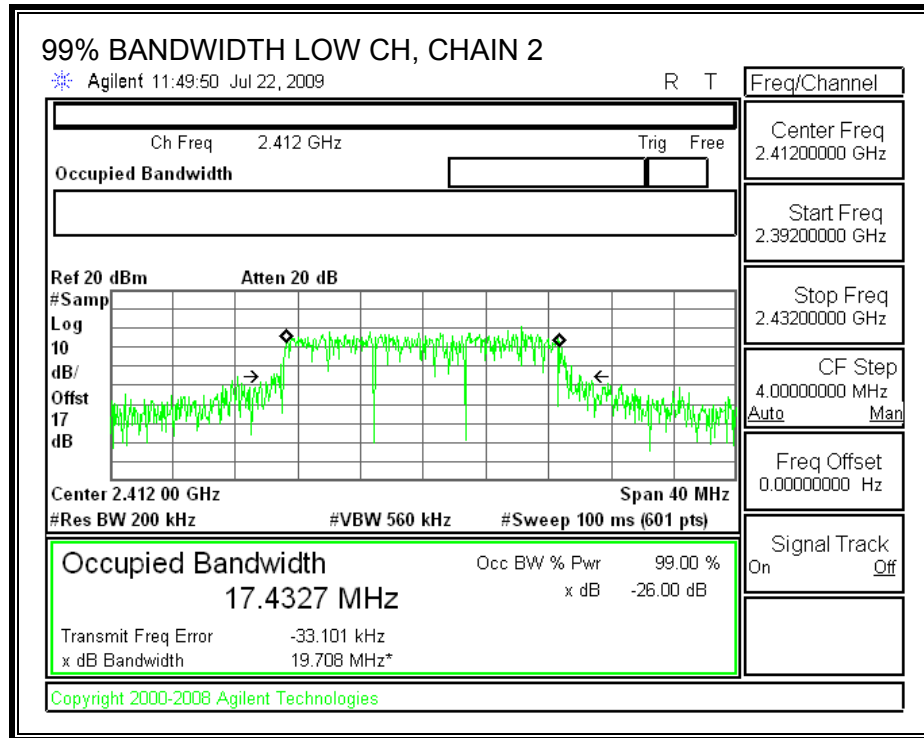 99% BANDWIDTH LOW CH, CHAIN 2
Agilent 11:49:50 Jul 22, 2009 R T
Freq/Channel
Ch Freq 2.412 GHz Trig Free
Occupied Bandwidth
Center Freq
2.41200000 GHz
Start Freq
2.39200000 GHz
Stop Freq
2.43200000 GHz
CF Step
4.00000000 MHz
Auto Man
Freq Offset
0.00000000 Hz
Signal Track
On Off
Ref 20 dBm Atten 20 dB
#Samp
Log
10
dB/
Offst
17
dB
Center 2.412 00 GHz Span 40 MHz
#Res BW 200 kHz #VBW 560 kHz #Sweep 100 ms (601 pts)
Occupied Bandwidth
17.4327 MHz
Occ BW % Pwr 99.00 %
x dB -26.00 dB
Transmit Freq Error -33.101 kHz
x dB Bandwidth 19.708 MHz*
Copyright 2000-2008 Agilent Technologies